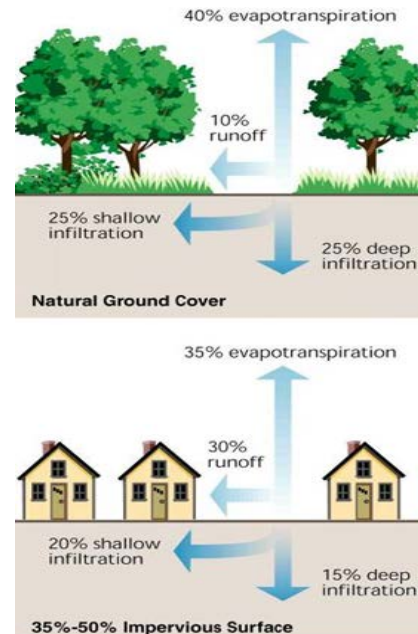 40% evapotranspiration
10%
runoff
25% shallow
infiltration
25% deep
infiltration
Natural Ground Cover
35% evapotranspiration
30%
runoff
20% shallow
infiltration
15% deep
infiltration
35%-50% Impervious Surface